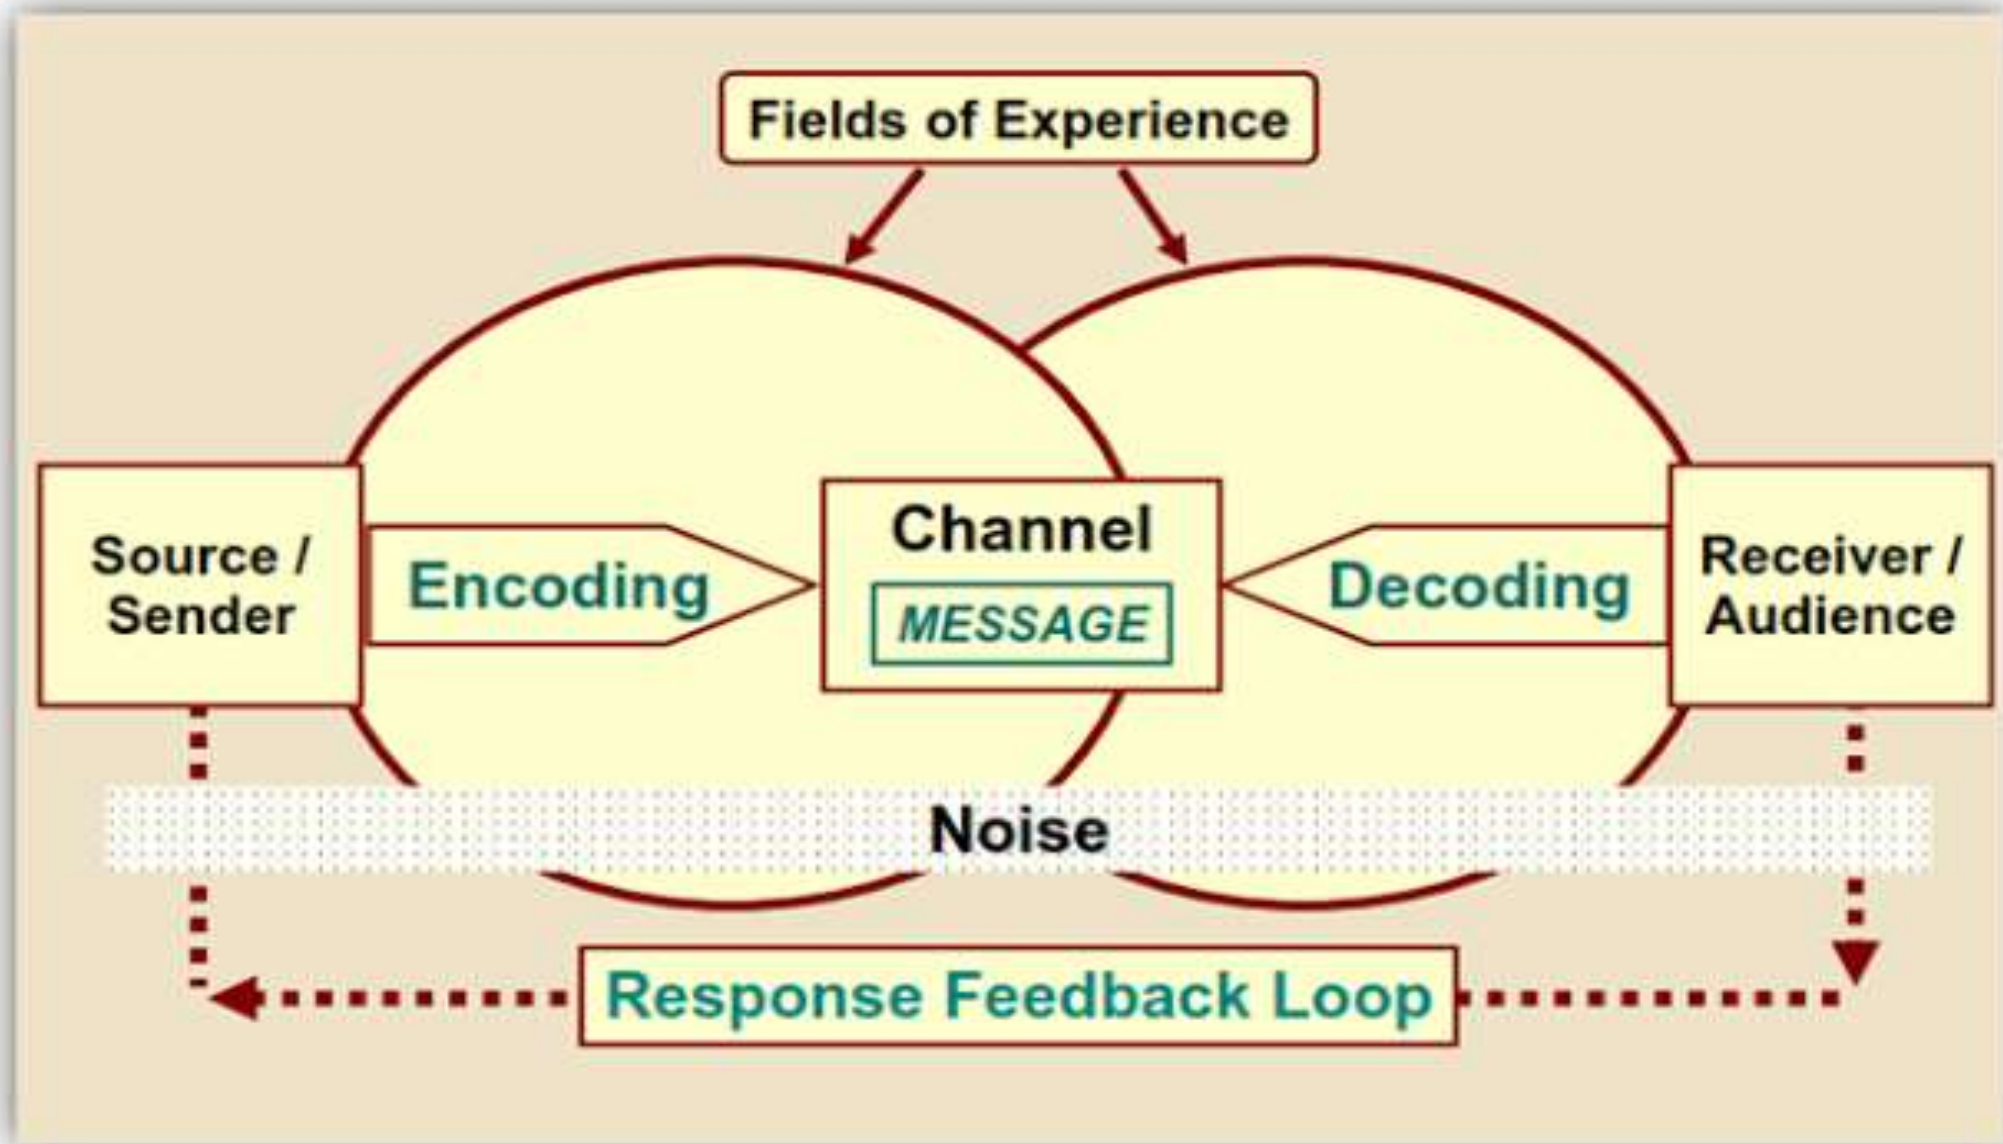 Fields of Experience
Source /
Sender
Encoding
Channel
MESSAGE
Decoding
Receiver /
Audience
Noise
Response Feedback Loop